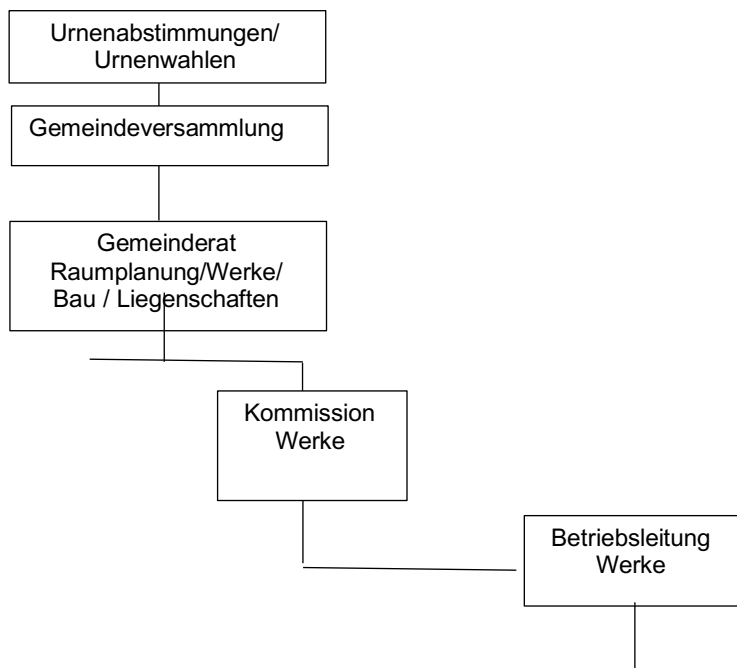 Urnenabstimmungen/
Urnenwahlen
Gemeindeversammlung
Gemeinderat
Raumplanung/Werke/
Bau / Liegenschaften
Kommission
Werke
Betriebsleitung
Werke